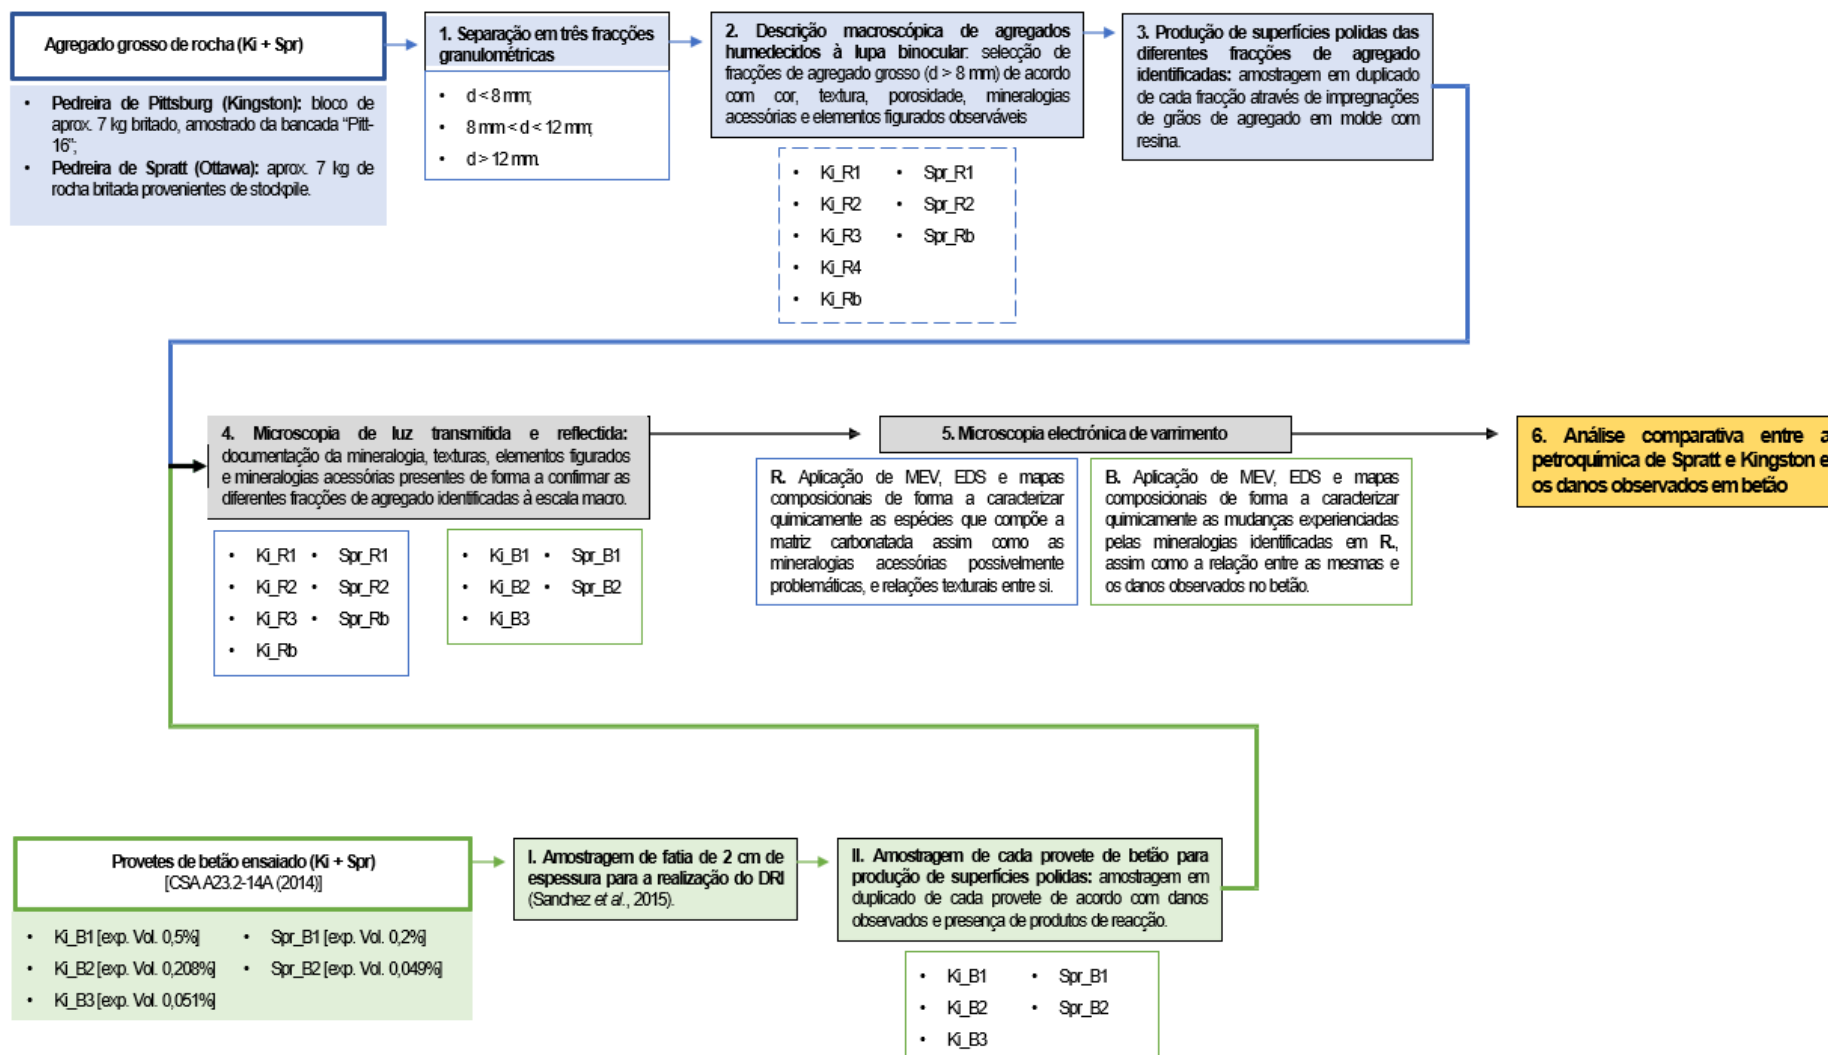 Agregado grosso de rocha (Ki + Spr)
• Pedreira de Pittsburg (Kingston): bloco de
aprox. 7 kg britado, amostrado da bancada “Pitt-
16”;
• Pedreira de Spratt (Ottawa): aprox. 7 kg de
rocha britada provenientes de stockpile.
1. Separação em três fracções
granulométricas
• d < 8 mm;
• 8 mm < d < 12 mm;
• d > 12 mm.
2. Descrição macroscópica de agregados
humedecidos à lupa binocular: selecção de
fracções de agregado grosso (d > 8 mm) de acordo
com cor, textura, porosidade, mineralogias
acessórias e elementos figurados observáveis
• Ki_R1 • Spr_R1
• Ki_R2 • Spr_R2
• Ki_R3 • Spr_Rb
• Ki_R4
• Ki_Rb
3. Produção de superfícies polidas das
diferentes fracções de agregado
identificadas: amostragem em duplicado
de cada fracção através de impregnações
de grãos de agregado em molde com
resina.
4. Microscopia de luz transmitida e reflectida:
documentação da mineralogia, texturas, elementos figurados
e mineralogias acessórias presentes de forma a confirmar as
diferentes fracções de agregado identificadas à escala macro.
• Ki_R1 • Spr_R1
• Ki_R2 • Spr_R2
• Ki_R3 • Spr_Rb
• Ki_Rb
• Ki_B1 • Spr_B1
• Ki_B2 • Spr_B2
• Ki_B3
5. Microscopia electrónica de varrimento
R. Aplicação de MEV, EDS e mapas
composicionais de forma a caracterizar
quimicamente as espécies que compõe a
matriz carbonatada assim como as
mineralogias acessórias possivelmente
problemáticas, e relações texturais entre si.
B. Aplicação de MEV, EDS e mapas
composicionais de forma a caracterizar
quimicamente as mudanças experienciadas
pelas mineralogias identificadas em R.,
assim como a relação entre as mesmas e
os danos observados no betão.
6. Análise comparativa entre a
petroquímica de Spratt e Kingston e
os danos observados em betão
Provetes de betão ensaiado (Ki + Spr)
[CSA A23.2-14A (2014)]
• Ki_B1 [exp. Vol. 0,5%] • Spr_B1 [exp. Vol. 0,2%]
• Ki_B2 [exp. Vol. 0,208%] • Spr_B2 [exp. Vol. 0,049%]
• Ki_B3 [exp. Vol. 0,051%]
I. Amostragem de fatia de 2 cm de
espessura para a realização do DRI
(Sanchez et al., 2015).
II. Amostragem de cada provete de betão para
produção de superfícies polidas: amostragem em
duplicado de cada provete de acordo com danos
observados e presença de produtos de reacção.
• Ki_B1 • Spr_B1
• Ki_B2 • Spr_B2
• Ki_B3